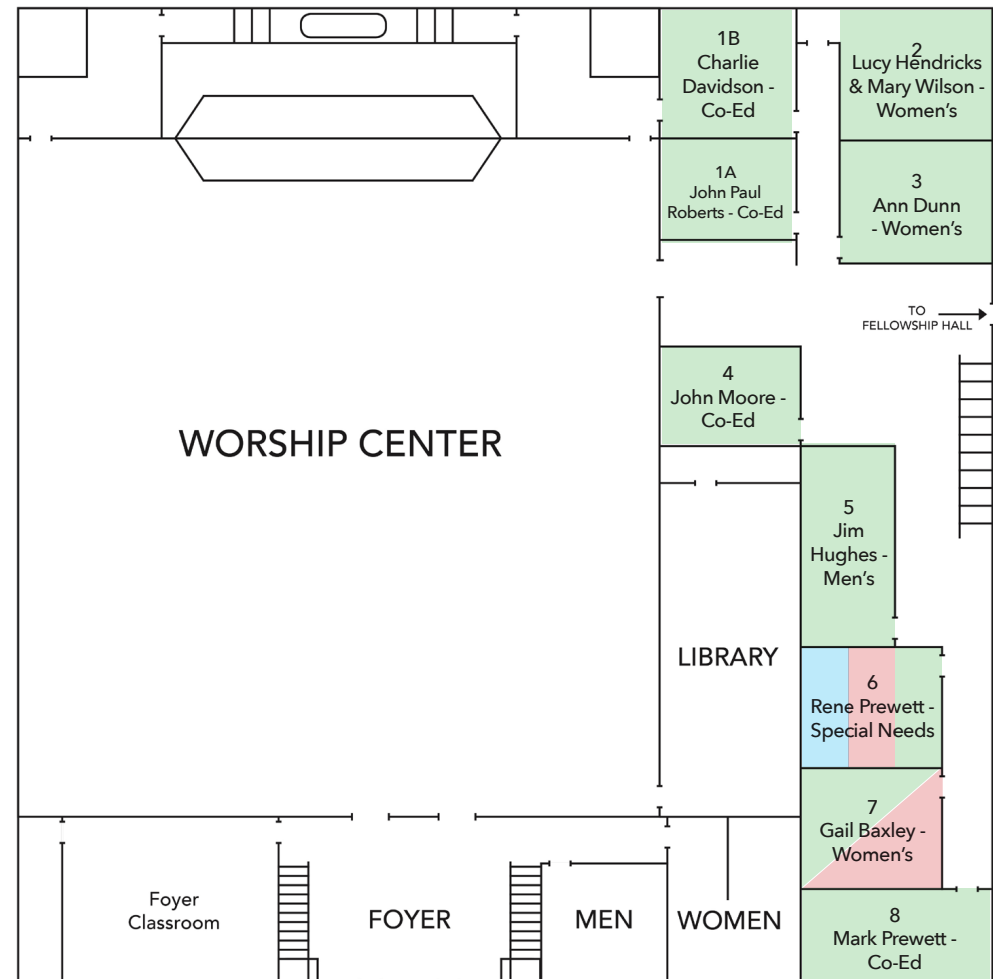 1B
Charlie
Davidson -
Co-Ed
2
Lucy Hendricks
& Mary Wilson -
Women’s
1A
John Paul
Roberts - Co-Ed
3
Ann Dunn
- Women’s
TO
FELLOWSHIP HALL
4
John Moore -
Co-Ed
WORSHIP CENTER
5
Jim
Hughes -
Men’s
LIBRARY
6
Rene Prewett -
Special Needs
7
Gail Baxley -
Women’s
Foyer
Classroom
FOYER
MEN
WOMEN
8
Mark Prewett -
Co-Ed